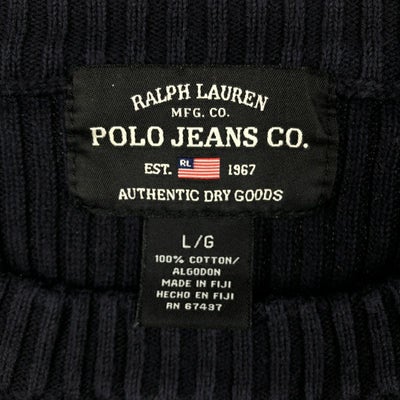 RALPH LAUREN
MFG. CO.
POLO JEANS CO.
EST. RL 1967
AUTHENTIC DRY GOODS
L/G
100% COTTON/
ALGODON
MADE IN FIJI
HECHO EN FIJI
RN 67437